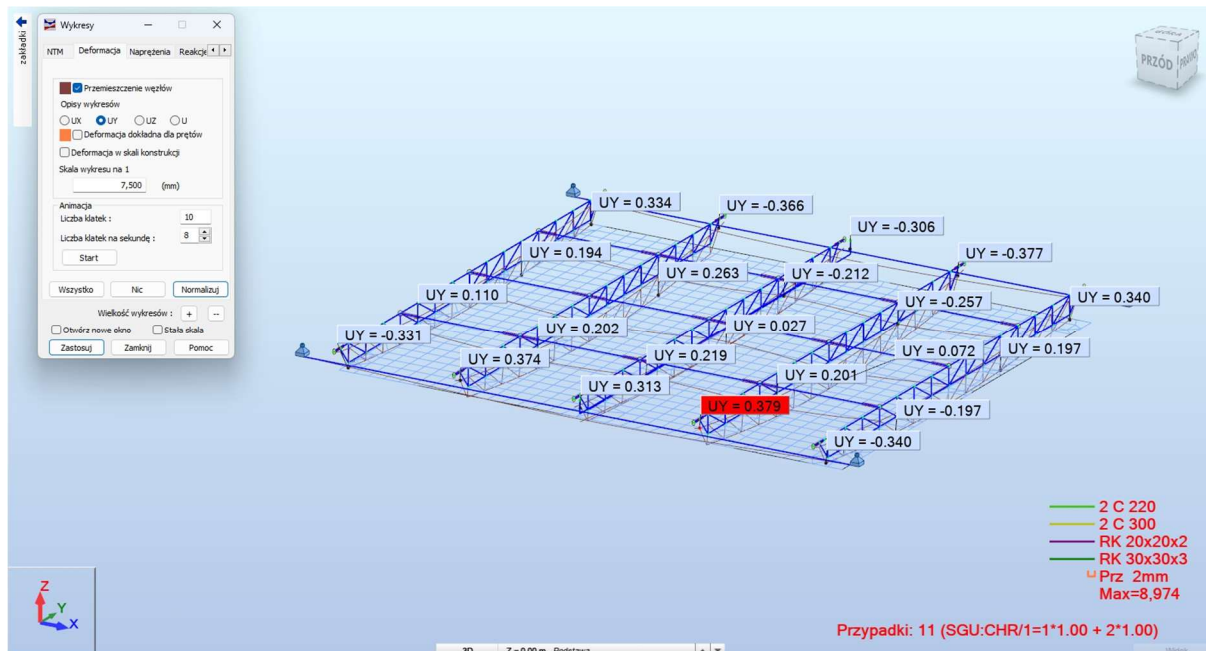 zakładki
Wykresy
NTM Deformacja Naprężenia Reakcje
Przemieszczenie węzłów
Opisy wykresów
UX UY UZ U
Deformacja dokładna dla prętów
Deformacja w skali konstrukcji
Skala wykresu na 1
7,500 (mm)
Animacja
Liczba klatek : 10
Liczba klatek na sekundę : 8
Start
Wszystko Nic Normalizuj
Wielkość wykresów : + --
Otwórz nowe okno Stała skala
Zastosuj Zamknij Pomoc
PRZÓD
UY = 0.334
UY = -0.366
UY = -0.306
UY = -0.377
UY = 0.194
UY = 0.263
UY = -0.212
UY = 0.110
UY = -0.257
UY = 0.340
UY = -0.331
UY = 0.202
UY = 0.027
UY = 0.374
UY = 0.219
UY = 0.072
UY = 0.197
UY = 0.313
UY = 0.201
UY = 0.379
UY = -0.197
UY = -0.340
2 C 220
2 C 300
RK 20x20x2
RK 30x30x3
Prz 2mm
Max=8,974
Przypadki: 11 (SGU:CHR/1=1*1.00 + 2*1.00)
Z
Y
X
3D Z = 0,00 m - Podstawa